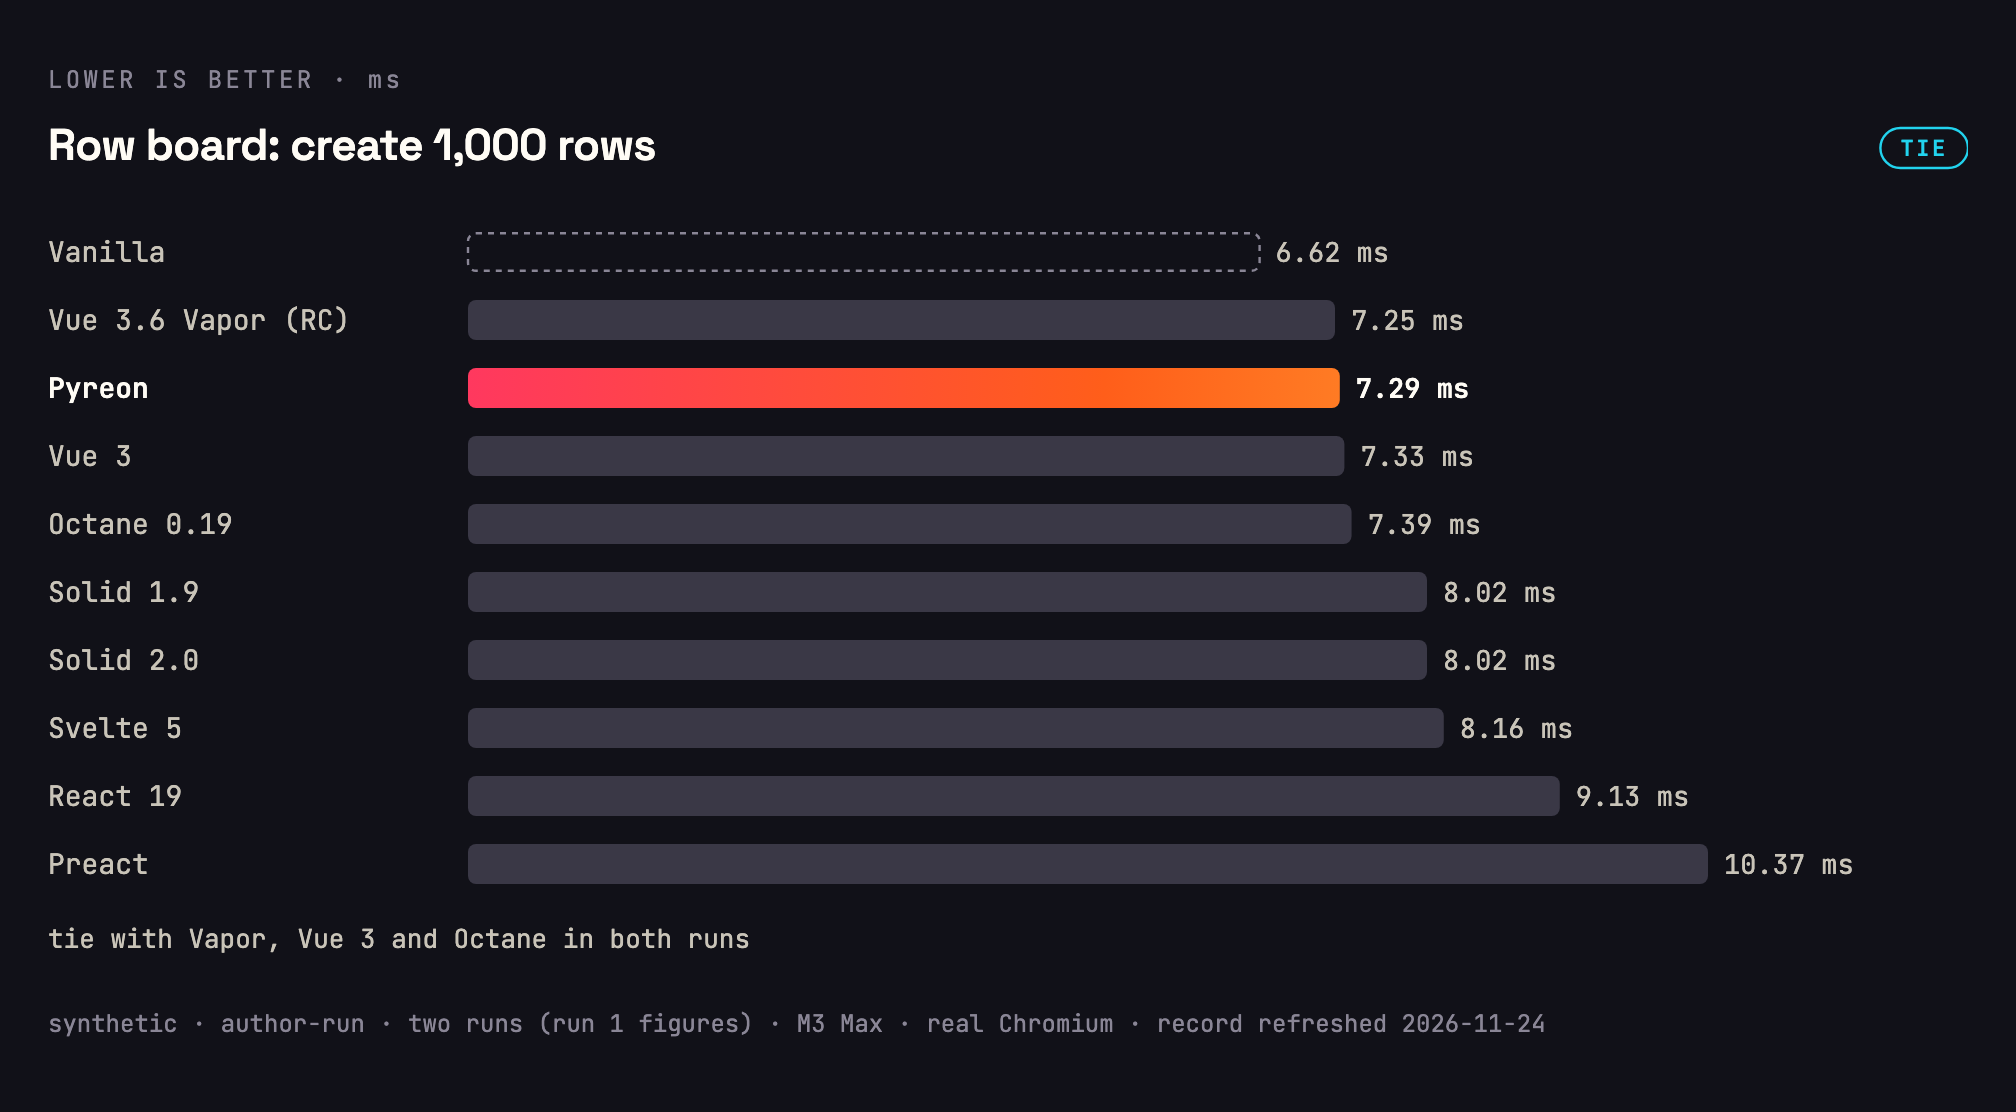 LOWER IS BETTER · ms
Row board: create 1,000 rows
TIE
Vanilla 6.62 ms
Vue 3.6 Vapor (RC) 7.25 ms
Pyreon 7.29 ms
Vue 3 7.33 ms
Octane 0.19 7.39 ms
Solid 1.9 8.02 ms
Solid 2.0 8.02 ms
Svelte 5 8.16 ms
React 19 9.13 ms
Preact 10.37 ms
tie with Vapor, Vue 3 and Octane in both runs
synthetic · author-run · two runs (run 1 figures) · M3 Max · real Chromium · record refreshed 2026-11-24